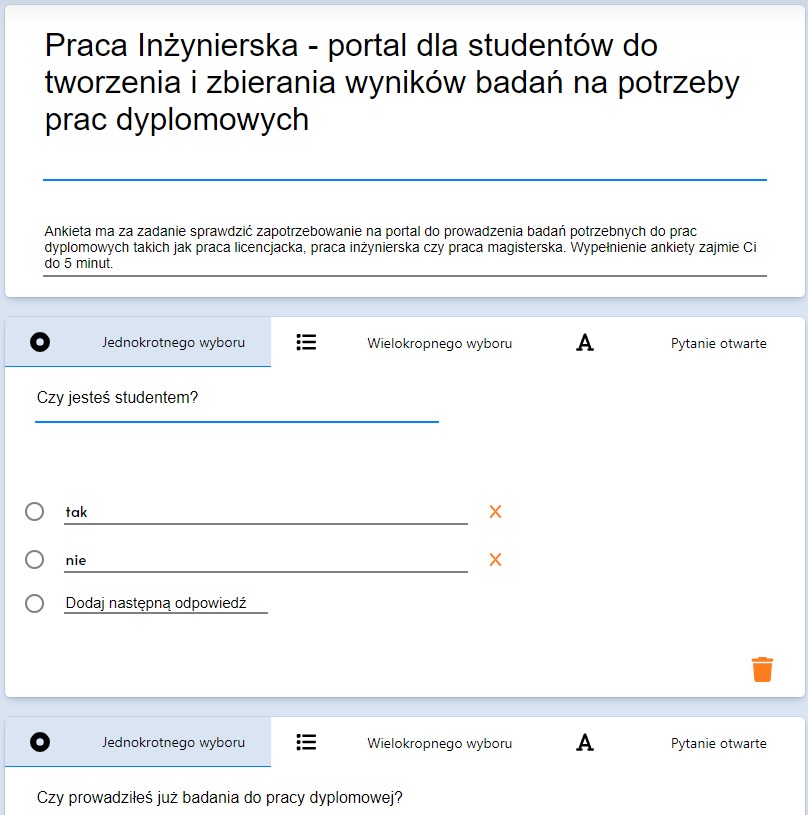 Praca Inżynierska - portal dla studentów do
tworzenia i zbierania wyników badań na potrzeby
prac dyplomowych
Ankieta ma za zadanie sprawdzić zapotrzebowanie na portal do prowadzenia badań potrzebnych do prac
dyplomowych takich jak praca licencjacka, praca inżynierska czy praca magisterska. Wypełnienie ankiety zajmie Ci
do 5 minut.
Jednokrotnego wyboru
Wielokropnego wyboru
Pytanie otwarte
Czy jesteś studentem?
tak
nie
Dodaj następną odpowiedź
Jednokrotnego wyboru
Wielokropnego wyboru
Pytanie otwarte
Czy prowadziłeś już badania do pracy dyplomowej?